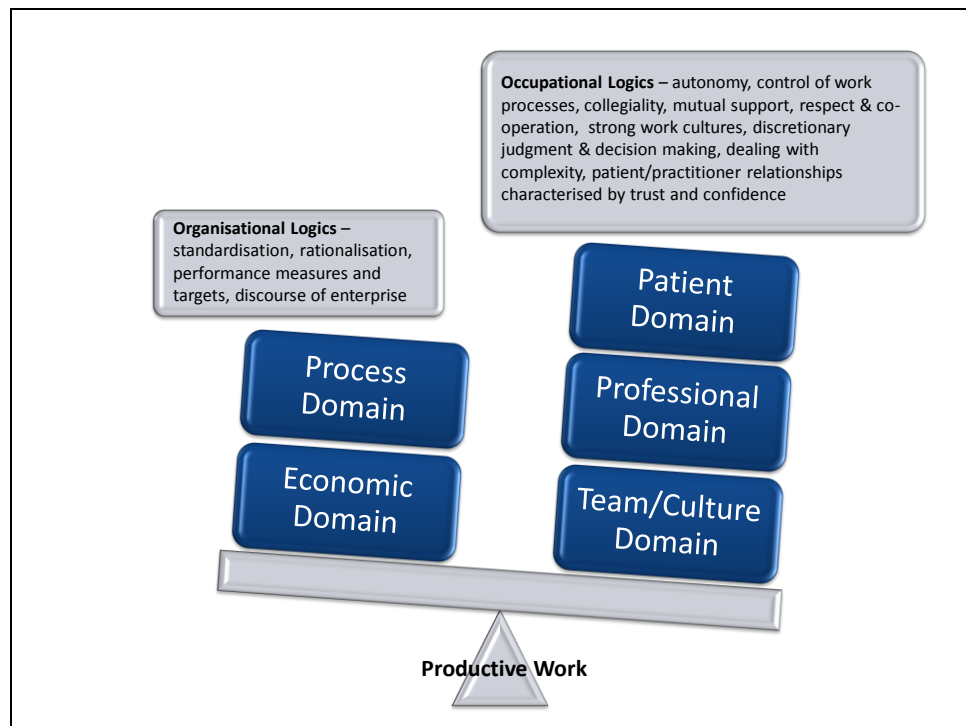 Occupational Logics – autonomy, control of work
processes, collegiality, mutual support, respect & co-
operation,  strong work cultures, discretionary
judgment & decision making, dealing with
complexity, patient/practitioner relationships
characterised by trust and confidence
Organisational Logics –
standardisation, rationalisation,
performance measures and
targets, discourse of enterprise
Process
Domain
Economic
Domain
Patient
Domain
Professional
Domain
Team/Culture
Domain
Productive Work